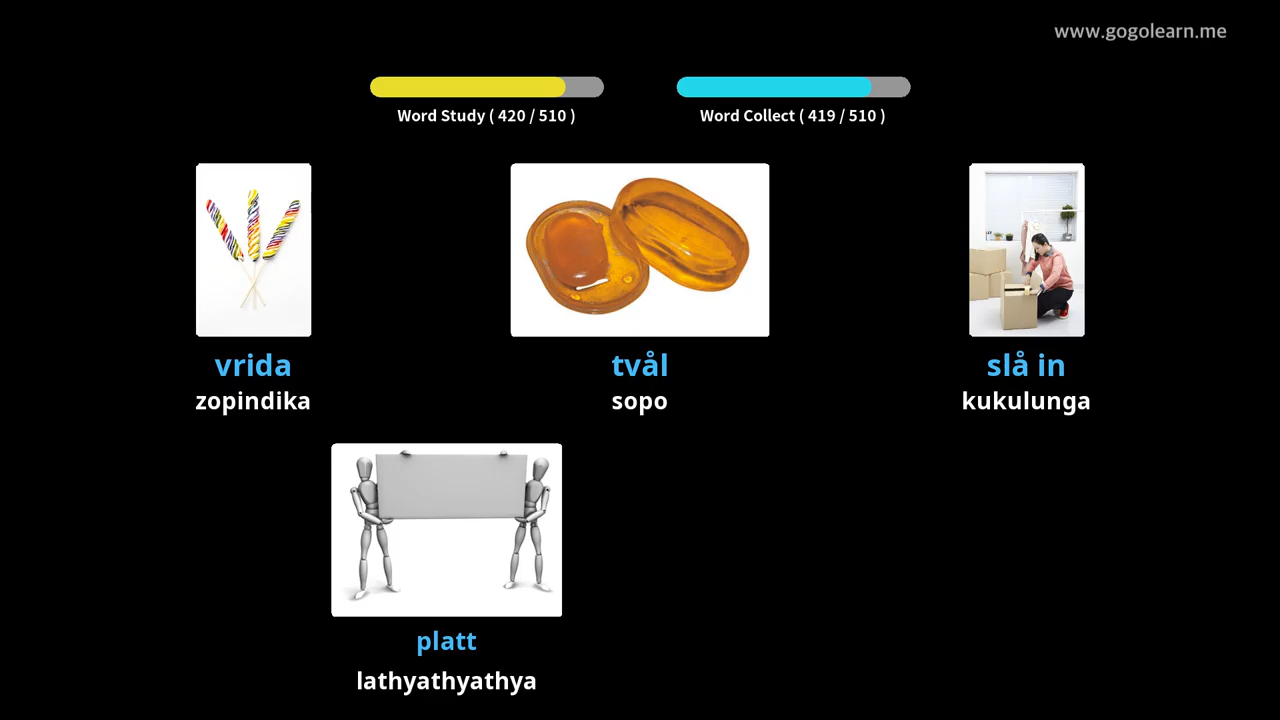 www.gogolearn.me
Word Study ( 420 / 510 )
Word Collect ( 419 / 510 )
vrida
zopindika
tvål
sopo
slå in
kukulunga
platt
lathyathyathya